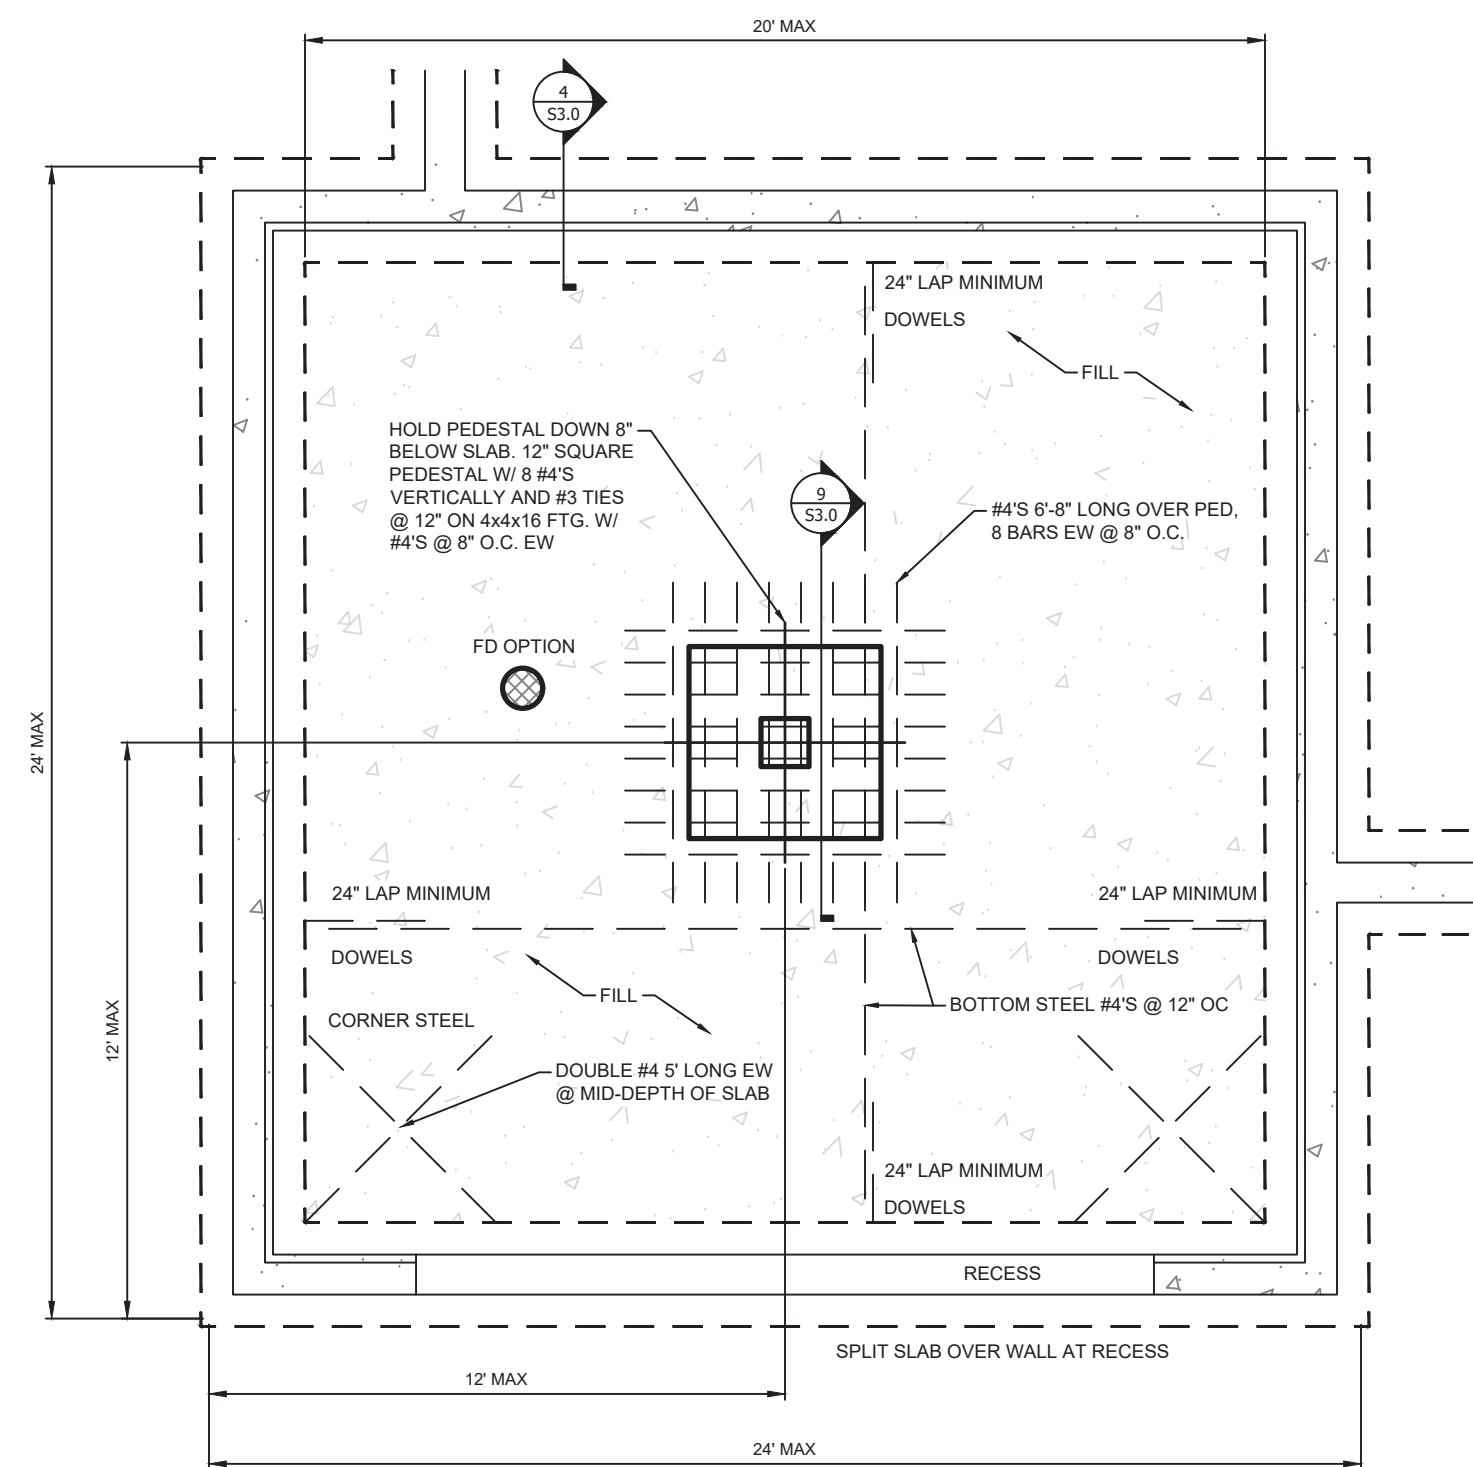 20' MAX
4
S3.0
24" LAP MINIMUM
DOWELS
FILL
HOLD PEDESTAL DOWN 8"
BELOW SLAB. 12" SQUARE
PEDESTAL W/ 8 #4'S
VERTICALLY AND #3 TIES
@ 12" ON 4x4x16 FTG. W/
#4'S @ 8" O.C. EW
9
S3.0
#4'S 6'-8" LONG OVER PED,
8 BARS EW @ 8" O.C.
FD OPTION
24' MAX
24" LAP MINIMUM
24" LAP MINIMUM
DOWELS
DOWELS
FILL
BOTTOM STEEL #4'S @ 12" OC
12' MAX
CORNER STEEL
DOUBLE #4 5' LONG EW
@ MID-DEPTH OF SLAB
24" LAP MINIMUM
DOWELS
RECESS
SPLIT SLAB OVER WALL AT RECESS
12' MAX
24' MAX